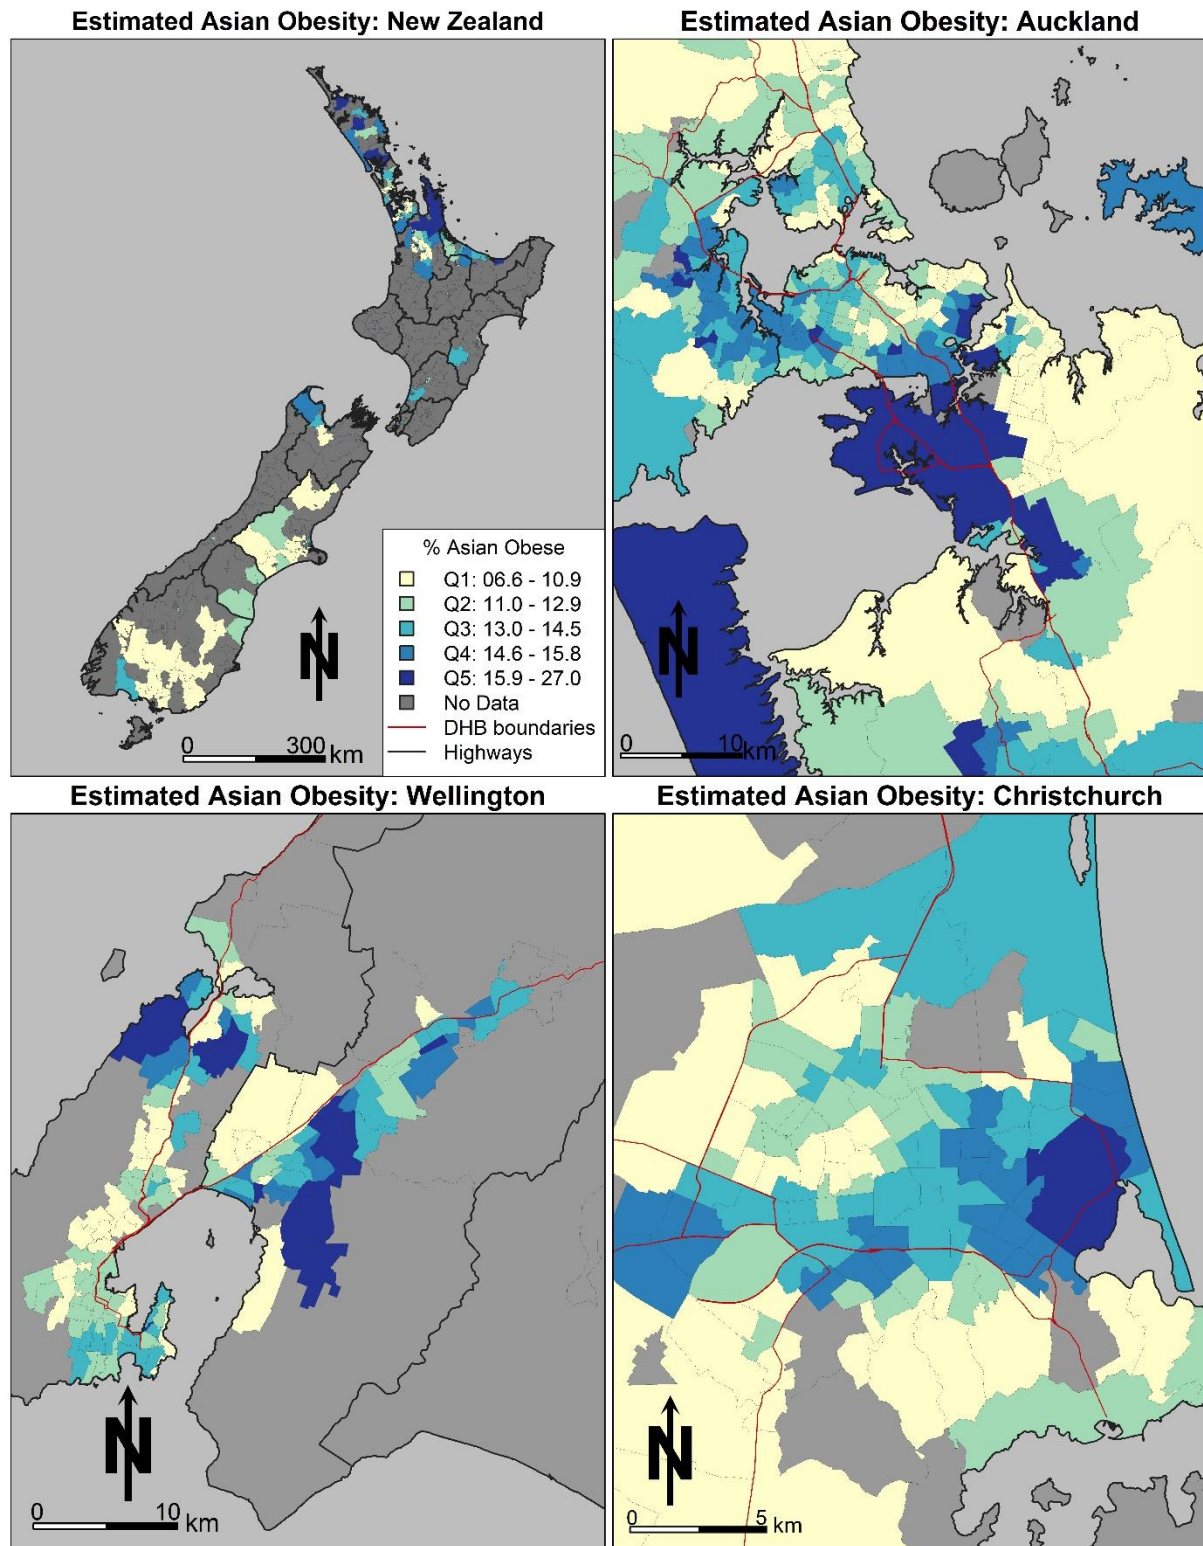 Estimated Asian Obesity: New Zealand
Estimated Asian Obesity: Auckland
% Asian Obese
Q1: 06.6 - 10.9
Q2: 11.0 - 12.9
Q3: 13.0 - 14.5
Q4: 14.6 - 15.8
Q5: 15.9 - 27.0
No Data
DHB boundaries
Highways
N
0 300 km
N
0 10 km
Estimated Asian Obesity: Wellington
Estimated Asian Obesity: Christchurch
N
0 10 km
N
0 5 km